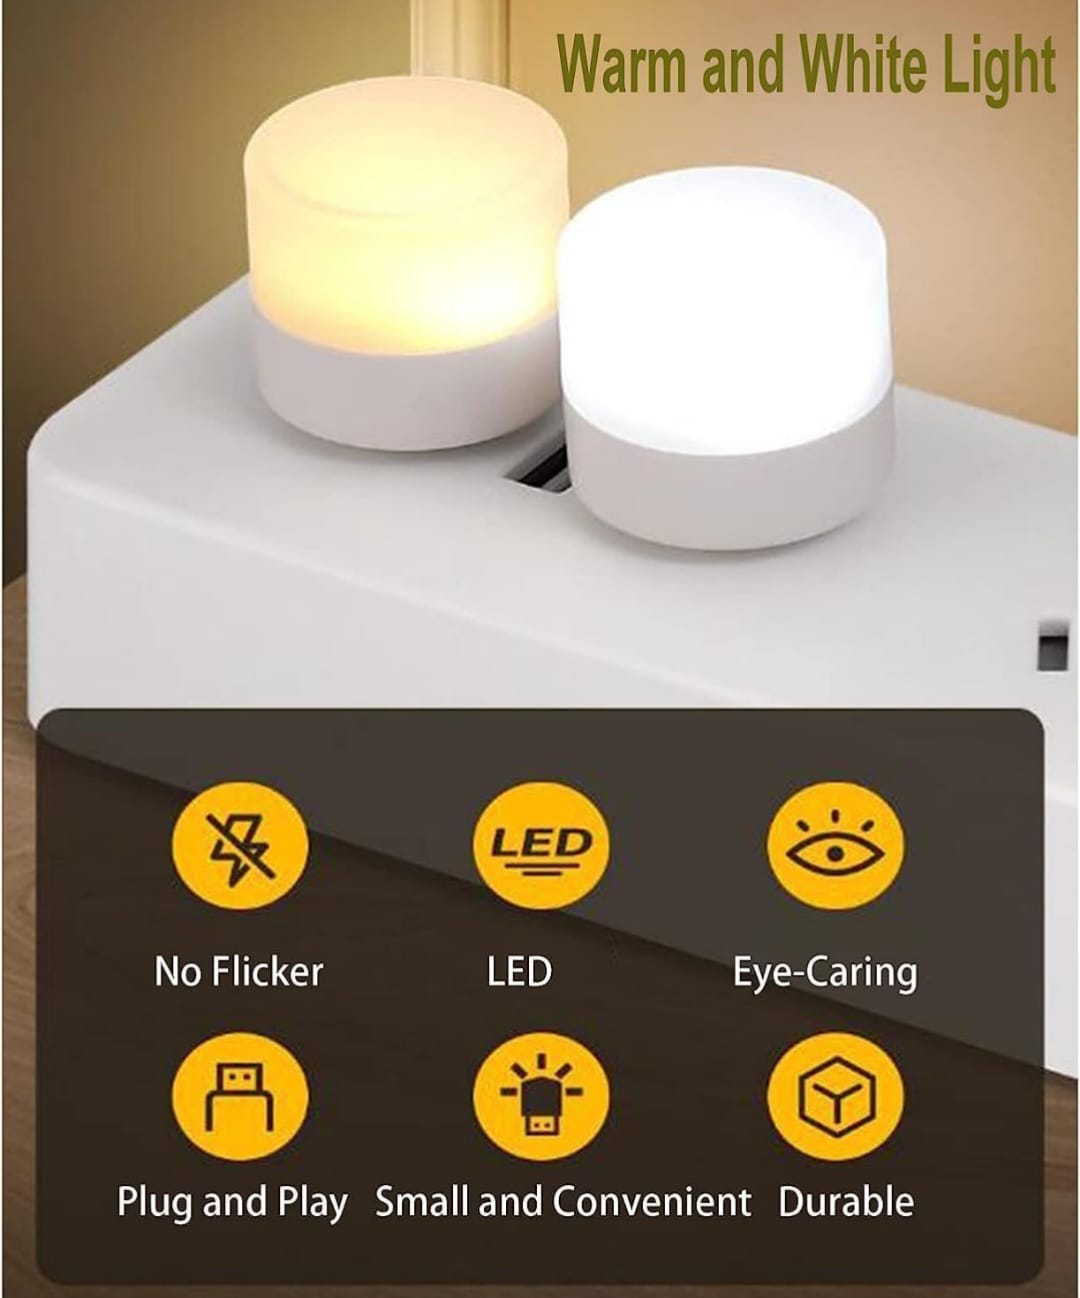 Warm and White Light
LED
No Flicker
LED
Eye-Caring
Plug and Play
Small and Convenient
Durable